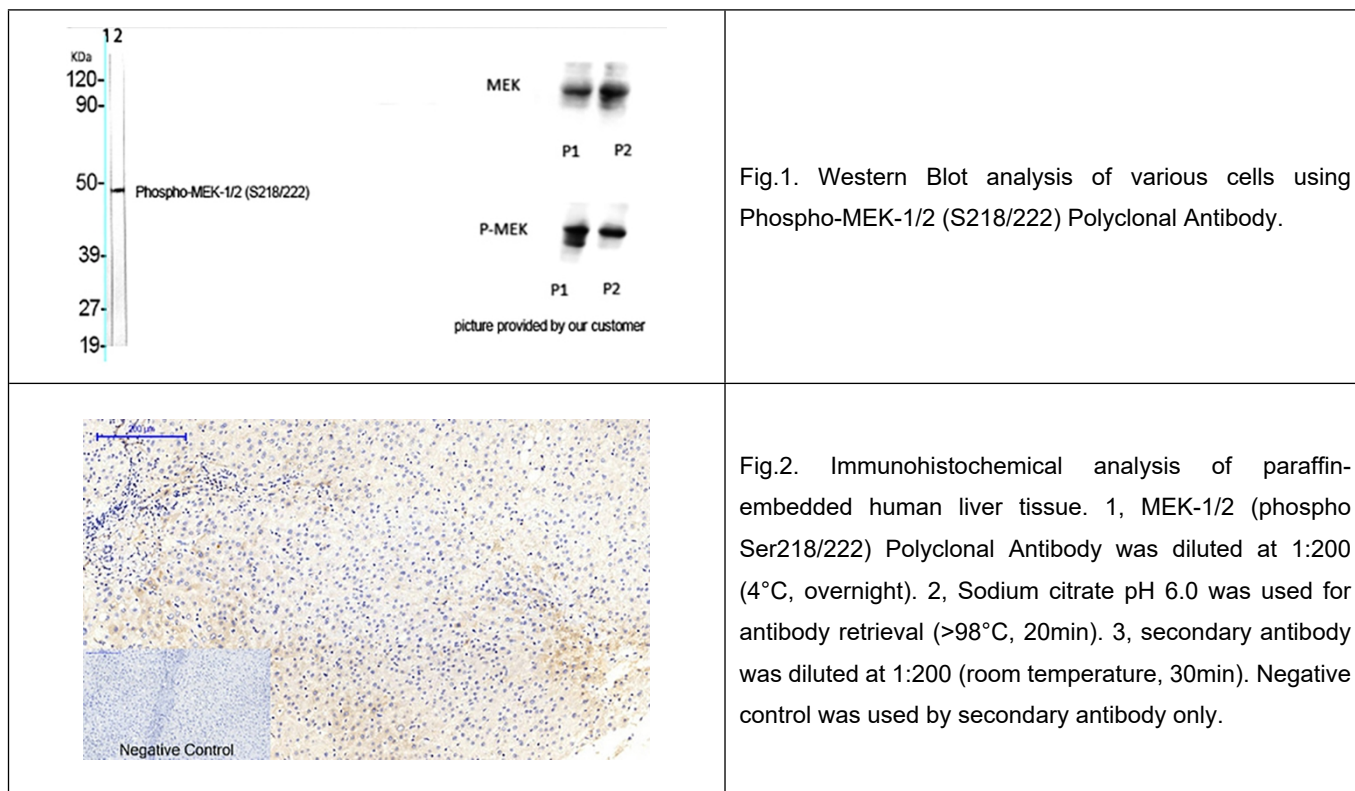 1 2
KDa
120-
90-
50-
39-
27-
19-
Phospho-MEK-1/2 (S218/222)
MEK
P1 P2
P-MEK
P1 P2
picture provided by our customer
Fig.1. Western Blot analysis of various cells using
Phospho-MEK-1/2 (S218/222) Polyclonal Antibody.
200 μm
Negative Control
Fig.2. Immunohistochemical analysis of paraffin-
embedded human liver tissue. 1, MEK-1/2 (phospho
Ser218/222) Polyclonal Antibody was diluted at 1:200
(4°C, overnight). 2, Sodium citrate pH 6.0 was used for
antibody retrieval (>98°C, 20min). 3, secondary antibody
was diluted at 1:200 (room temperature, 30min). Negative
control was used by secondary antibody only.